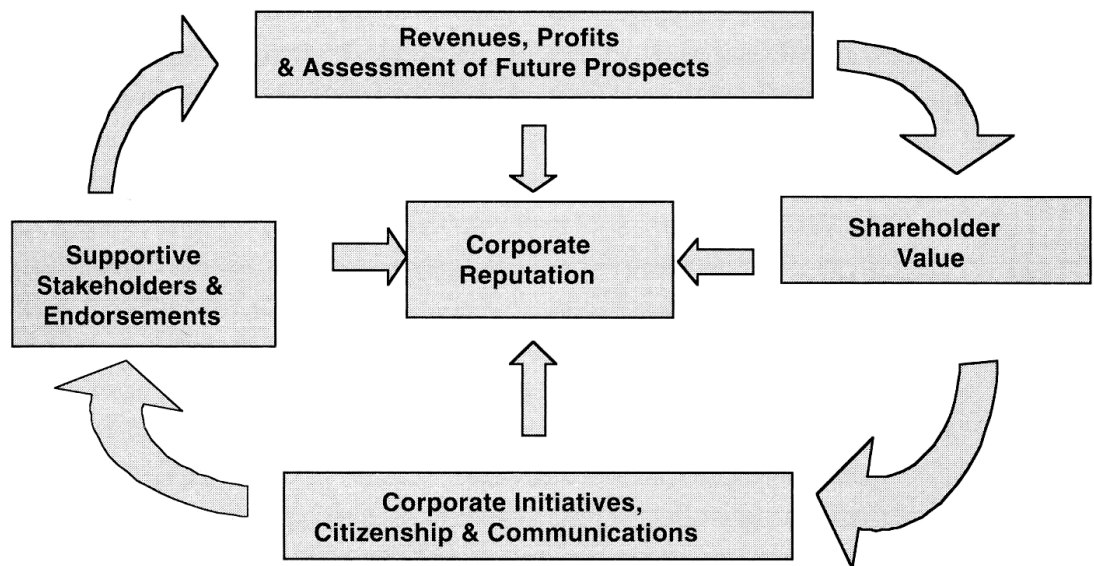 Revenues, Profits
& Assessment of Future Prospects
Supportive
Stakeholders &
Endorsements
Corporate
Reputation
Shareholder
Value
Corporate Initiatives,
Citizenship & Communications